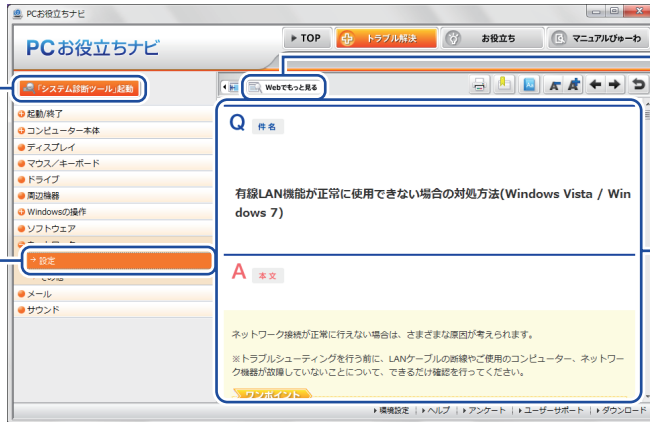 PCお役立ちナビ
PCお役立ちナビ
TOP
トラブル解決
お役立ち
マニュアルびゅーわ
「システム診断ツール」起動
Webでもっと見る
起動/終了
コンピューター本体
ディスプレイ
マウス/キーボード
ドライブ
周辺機器
Windowsの操作
ソフトウェア
設定
メール
サウンド
Q 件名
有線LAN機能が正常に使用できない場合の対処方法(Windows Vista / Win
dows 7)
A 本文
ネットワーク接続が正常に行えない場合は、さまざまな原因が考えられます。
※トラブルシューティングを行う前に、LANケーブルの断線やご使用のコンピューター、ネットワー
ク機器が故障していないことについて、できるだけ確認を行ってください。
ワンポイント
環境設定 | ヘルプ | アンケート | ユーザーサポート | ダウンロード